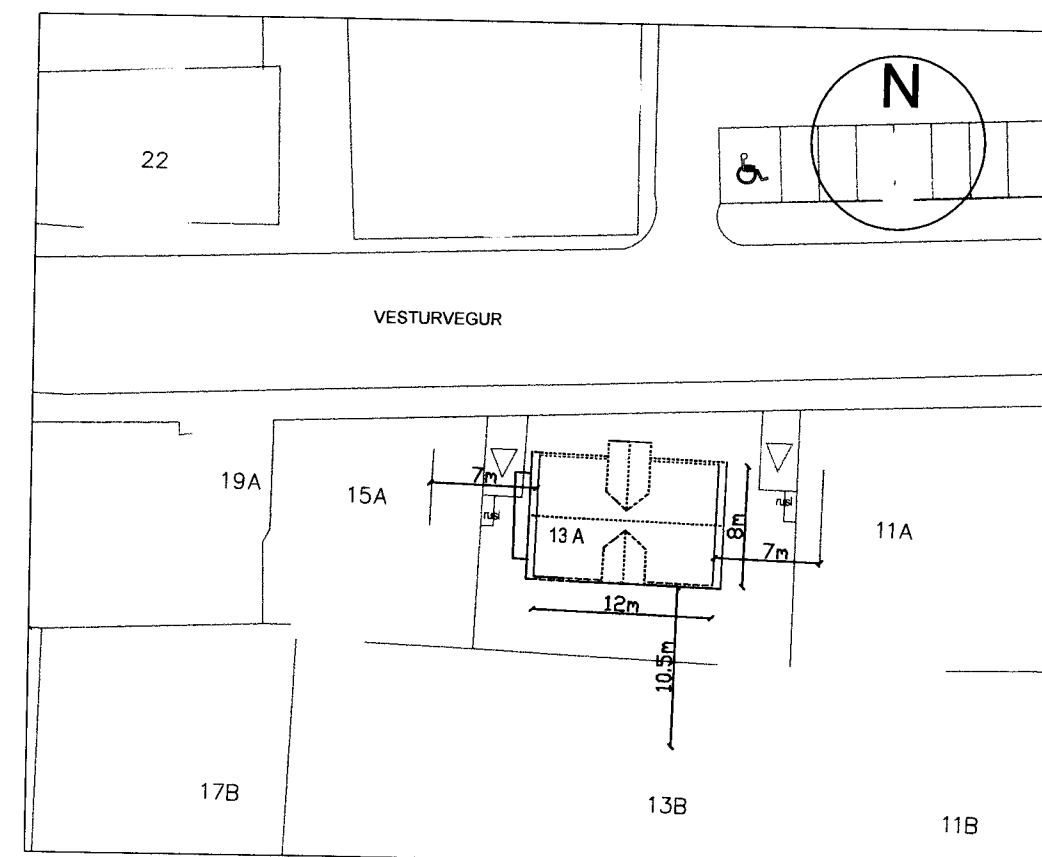 N
22
VESTURVEGUR
19A
15A
7m
rusl
13 A
8m
7m
rusl
11A
12m
10.5m
17B
13B
11B